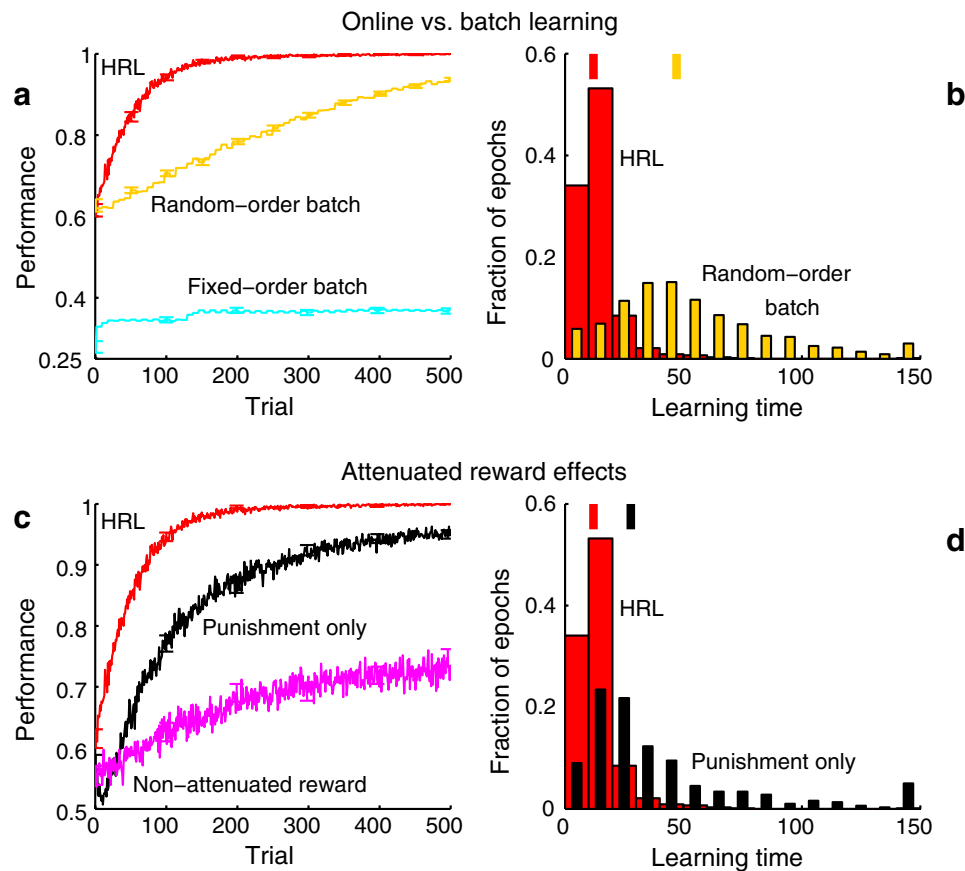 Online vs. batch learning
a
1
0.8
0.6
0.4
0.25
Performance
HRL
Random−order batch
Fixed−order batch
0
100
200
300
400
500
Trial
b
0.6
0.4
0.2
0
Fraction of epochs
HRL
Random−order
batch
0
50
100
150
Learning time
Attenuated reward effects
c
1
0.9
0.8
0.7
0.6
0.5
Performance
HRL
Punishment only
Non−attenuated reward
0
100
200
300
400
500
Trial
d
0.6
0.4
0.2
0
Fraction of epochs
HRL
Punishment only
0
50
100
150
Learning time